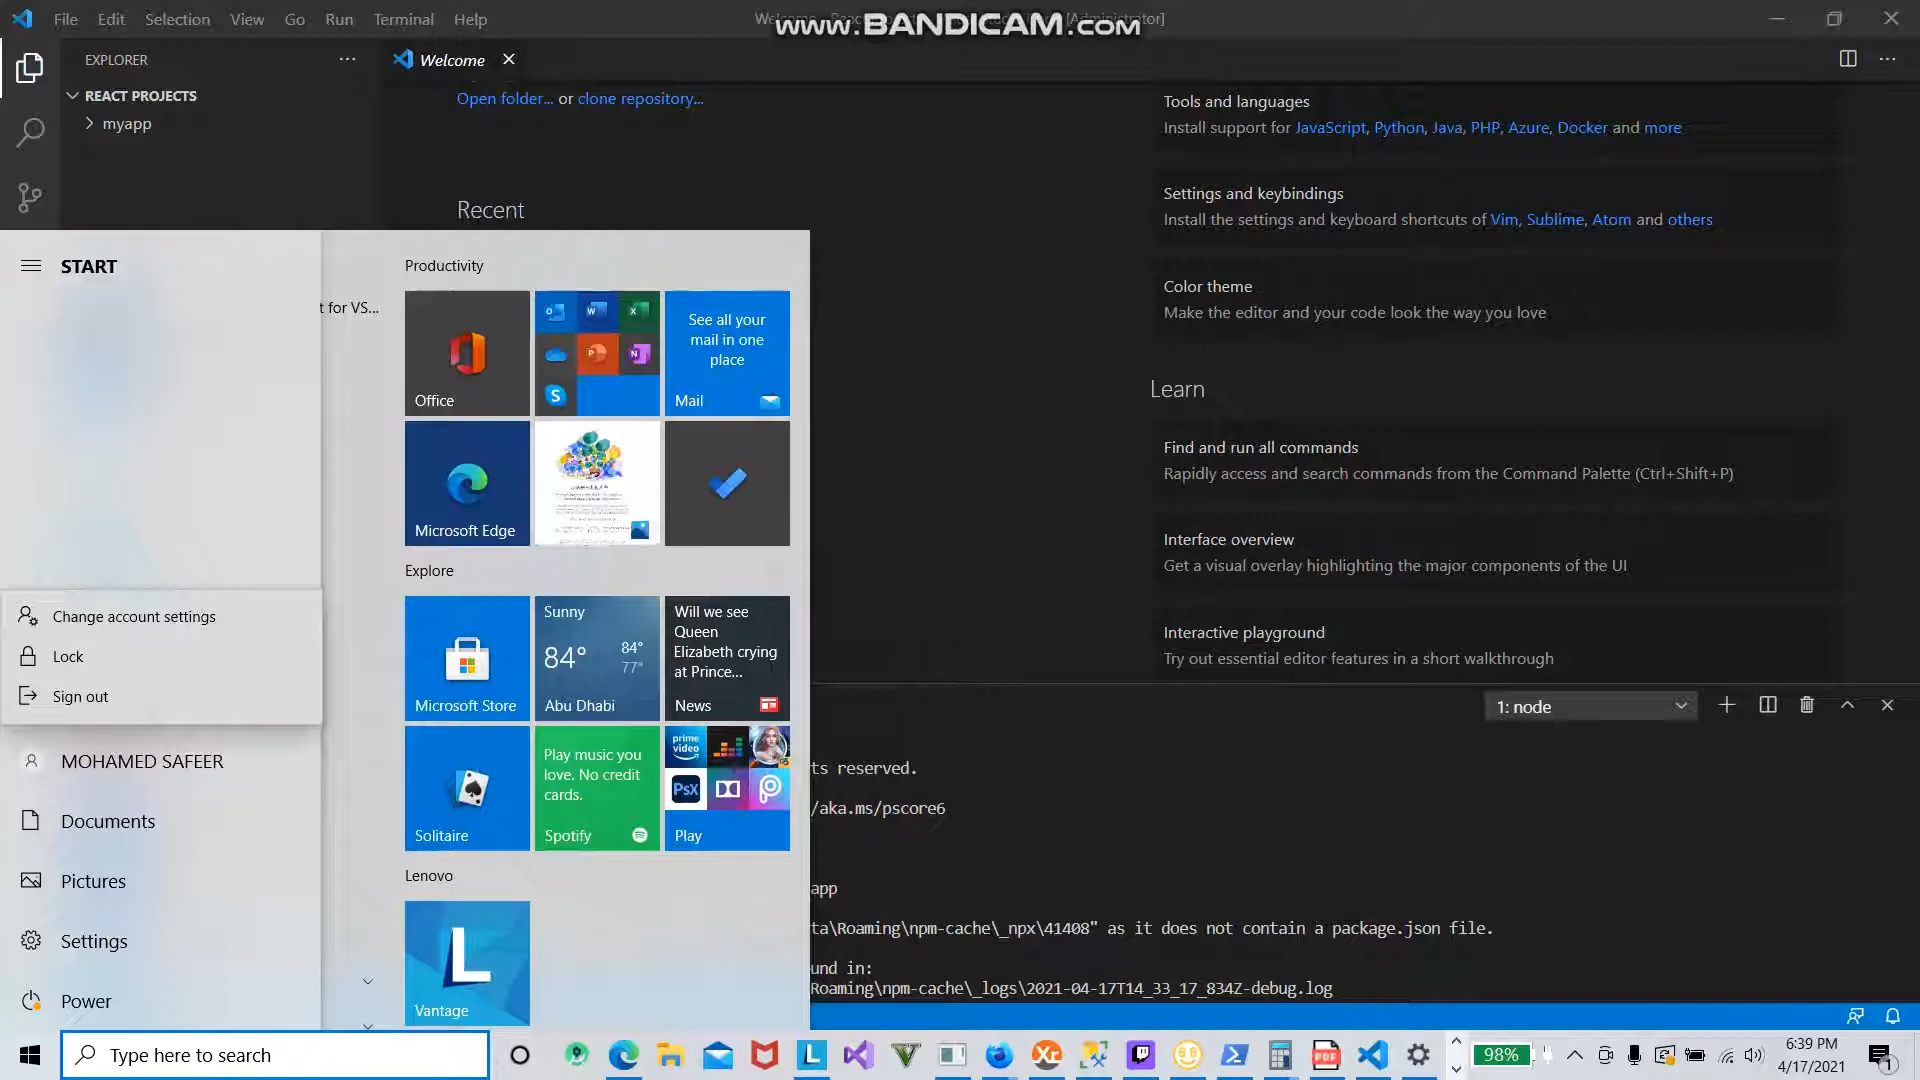 File Edit Selection View Go Run Terminal Help
www.BANDICAM.com
[Administrator]
EXPLORER
Welcome
REACT PROJECTS
myapp
Open folder... or clone repository...
Recent
Tools and languages
Install support for JavaScript, Python, Java, PHP, Azure, Docker and more
Settings and keybindings
Install the settings and keyboard shortcuts of Vim, Sublime, Atom and others
Color theme
Make the editor and your code look the way you love
Learn
Find and run all commands
Rapidly access and search commands from the Command Palette (Ctrl+Shift+P)
Interface overview
Get a visual overlay highlighting the major components of the UI
Interactive playground
Try out essential editor features in a short walkthrough
START
t for VS...
Change account settings
Lock
Sign out
MOHAMED SAFEER
Documents
Pictures
Settings
Power
Productivity
Office
See all your
mail in one
place
Mail
Microsoft Edge
Explore
Microsoft Store
Sunny
84°
84°
77°
Abu Dhabi
Will we see
Queen
Elizabeth crying
at Prince...
News
Solitaire
Play music you
love. No credit
cards.
Spotify
prime
video
PsX
Play
Lenovo
L
Vantage
1: node
ts reserved.
/aka.ms/pscore6
app
ta\Roaming\npm-cache\_npx\41408" as it does not contain a package.json file.
und in:
Roaming\npm-cache\_logs\2021-04-17T14_33_17_834Z-debug.log
Type here to search
98%
6:39 PM
4/17/2021
1